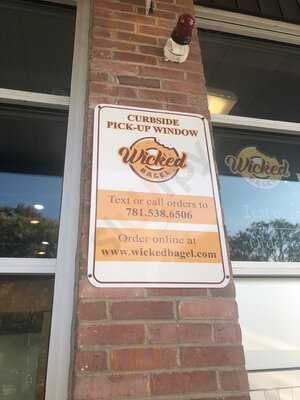 CURBSIDE
PICK-UP WINDOW
Wicked
BAGEL
Text or call orders to
781.538.6506
Order online at
www.wickedbagel.com
Wicked
BAGEL